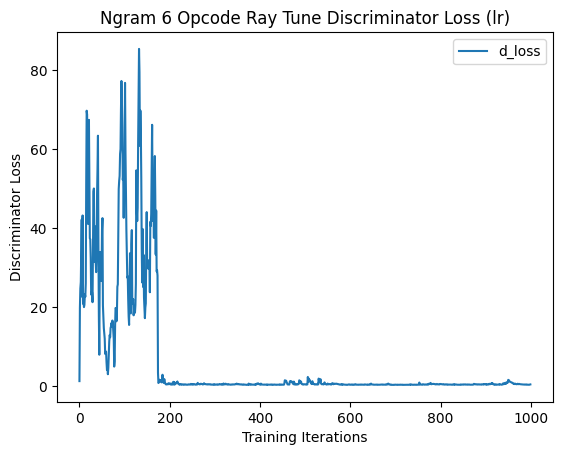 Ngram 6 Opcode Ray Tune Discriminator Loss (lr)
d_loss
Discriminator Loss
80
60
40
20
0
0 200 400 600 800 1000
Training Iterations